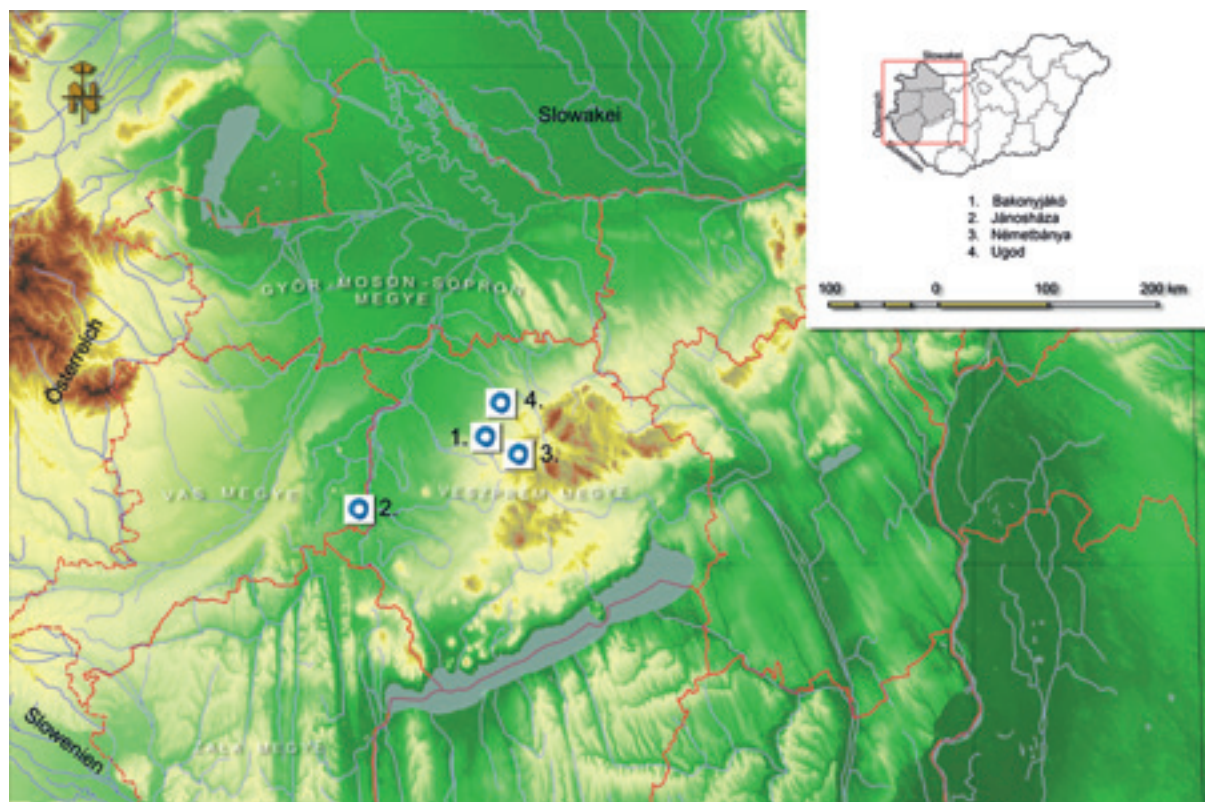 Slowakei
GYŐR-MOSON-SOPRON
MEGYE
Österreich
4.
1.
3.
VAS MEGYE
VESZPRÉM MEGYE
2.
Slowenien
ZALA MEGYE
Slowakei
Österreich
1. Bakonyjákó
2. Jánosháza
3. Németbánya
4. Ugod
100 0 100 200 km